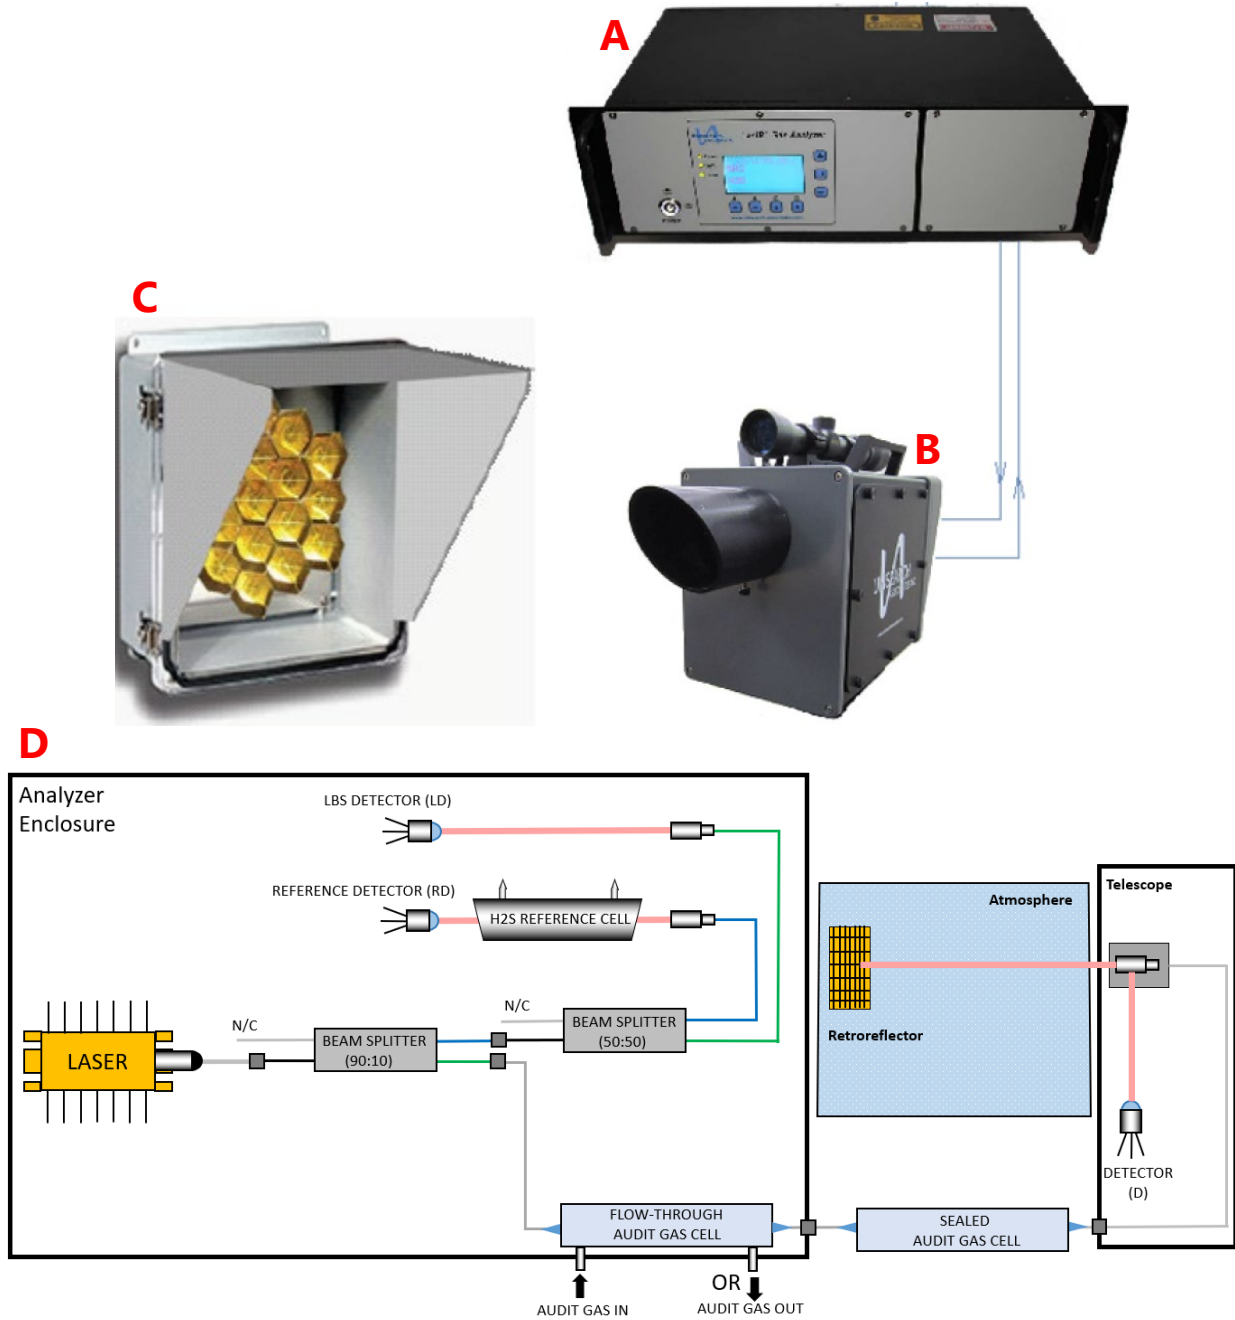 A
Gas Analyzer
C
B
D
Analyzer
Enclosure
LBS DETECTOR (LD)
REFERENCE DETECTOR (RD)
H2S REFERENCE CELL
N/C
N/C
LASER
BEAM SPLITTER
(90:10)
BEAM SPLITTER
(50:50)
Atmosphere
Retroreflector
Telescope
DETECTOR
(D)
FLOW-THROUGH
AUDIT GAS CELL
SEALED
AUDIT GAS CELL
OR
AUDIT GAS IN
AUDIT GAS OUT